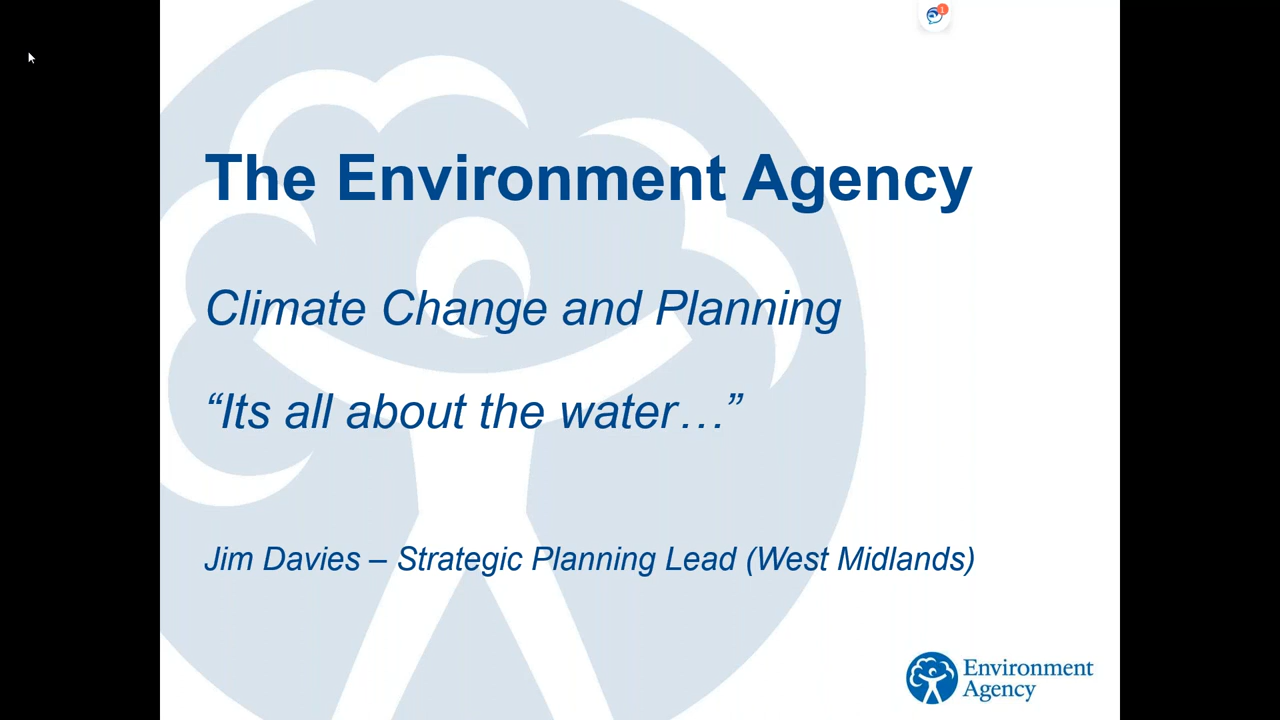 1
The Environment Agency
Climate Change and Planning
“Its all about the water…”
Jim Davies – Strategic Planning Lead (West Midlands)
Environment
Agency